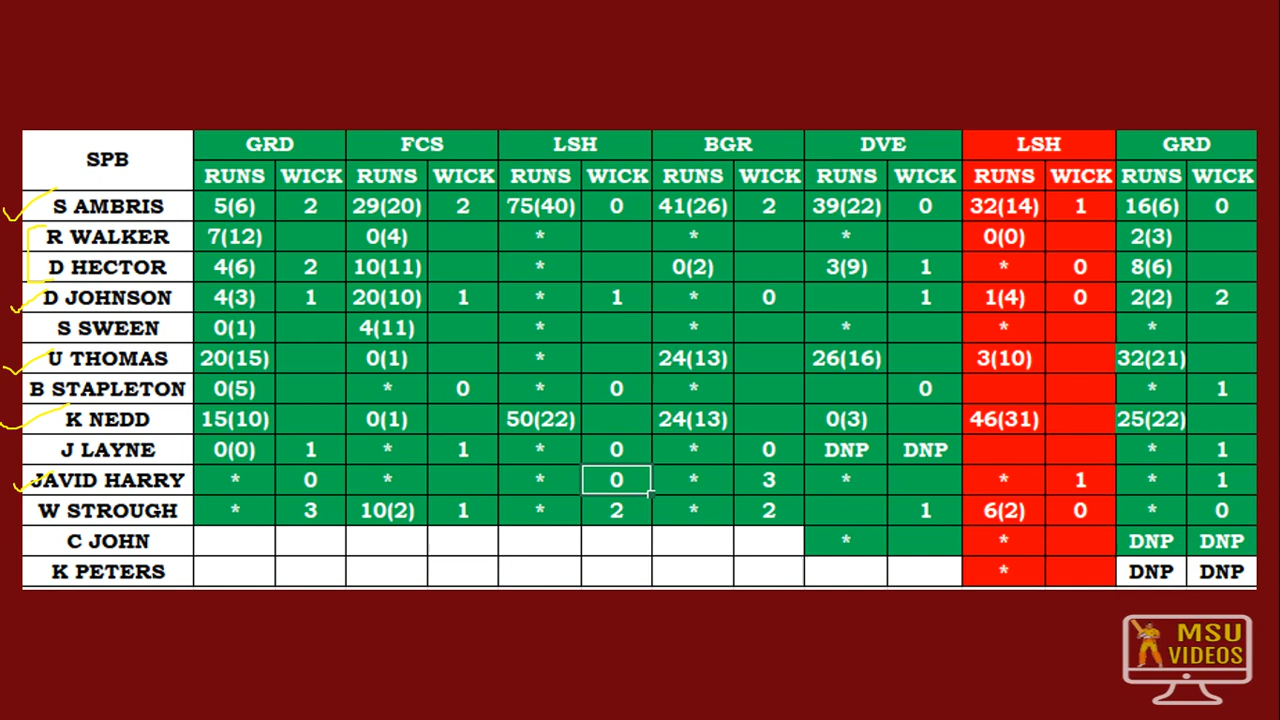 SPB GRD FCS LSH BGR DVE LSH GRD
RUNS WICK RUNS WICK RUNS WICK RUNS WICK RUNS WICK RUNS WICK RUNS WICK
S AMBRIS 5(6) 2 29(20) 2 75(40) 0 41(26) 2 39(22) 0 32(14) 1 16(6) 0
R WALKER 7(12) 0(4) * * * 0(0) 2(3)
D HECTOR 4(6) 2 10(11) * 0(2) 3(9) 1 * 0 8(6)
D JOHNSON 4(3) 1 20(10) 1 * 1 * 0 1 1(4) 0 2(2) 2
S SWEEN 0(1) 4(11) * * * * *
U THOMAS 20(15) 0(1) * 24(13) 26(16) 3(10) 32(21)
B STAPLETON 0(5) * 0 * 0 * 0 * 1
K NEDD 15(10) 0(1) 50(22) 24(13) 0(3) 46(31) 25(22)
J LAYNE 0(0) 1 * 1 * 0 * 0 DNP DNP * 1
JAVID HARRY * 0 * * 0 * 3 * * 1 * 1
W STROUGH * 3 10(2) 1 * 2 * 2 1 6(2) 0 * 0
C JOHN * * DNP DNP
K PETERS * DNP DNP
MSU
VIDEOS